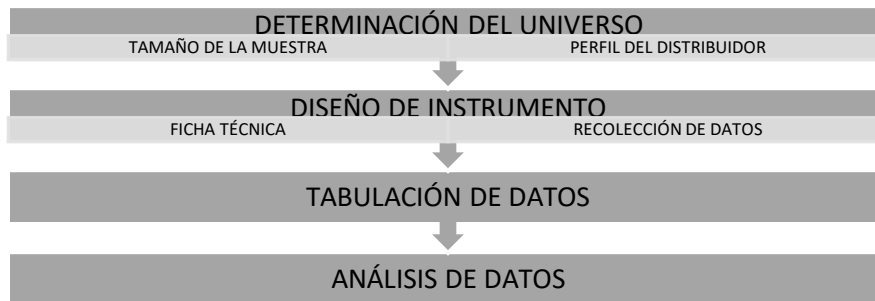 DETERMINACIÓN DEL UNIVERSO
TAMAÑO DE LA MUESTRA
PERFIL DEL DISTRIBUIDOR
DISEÑO DE INSTRUMENTO
FICHA TÉCNICA
RECOLECCIÓN DE DATOS
TABULACIÓN DE DATOS
ANÁLISIS DE DATOS